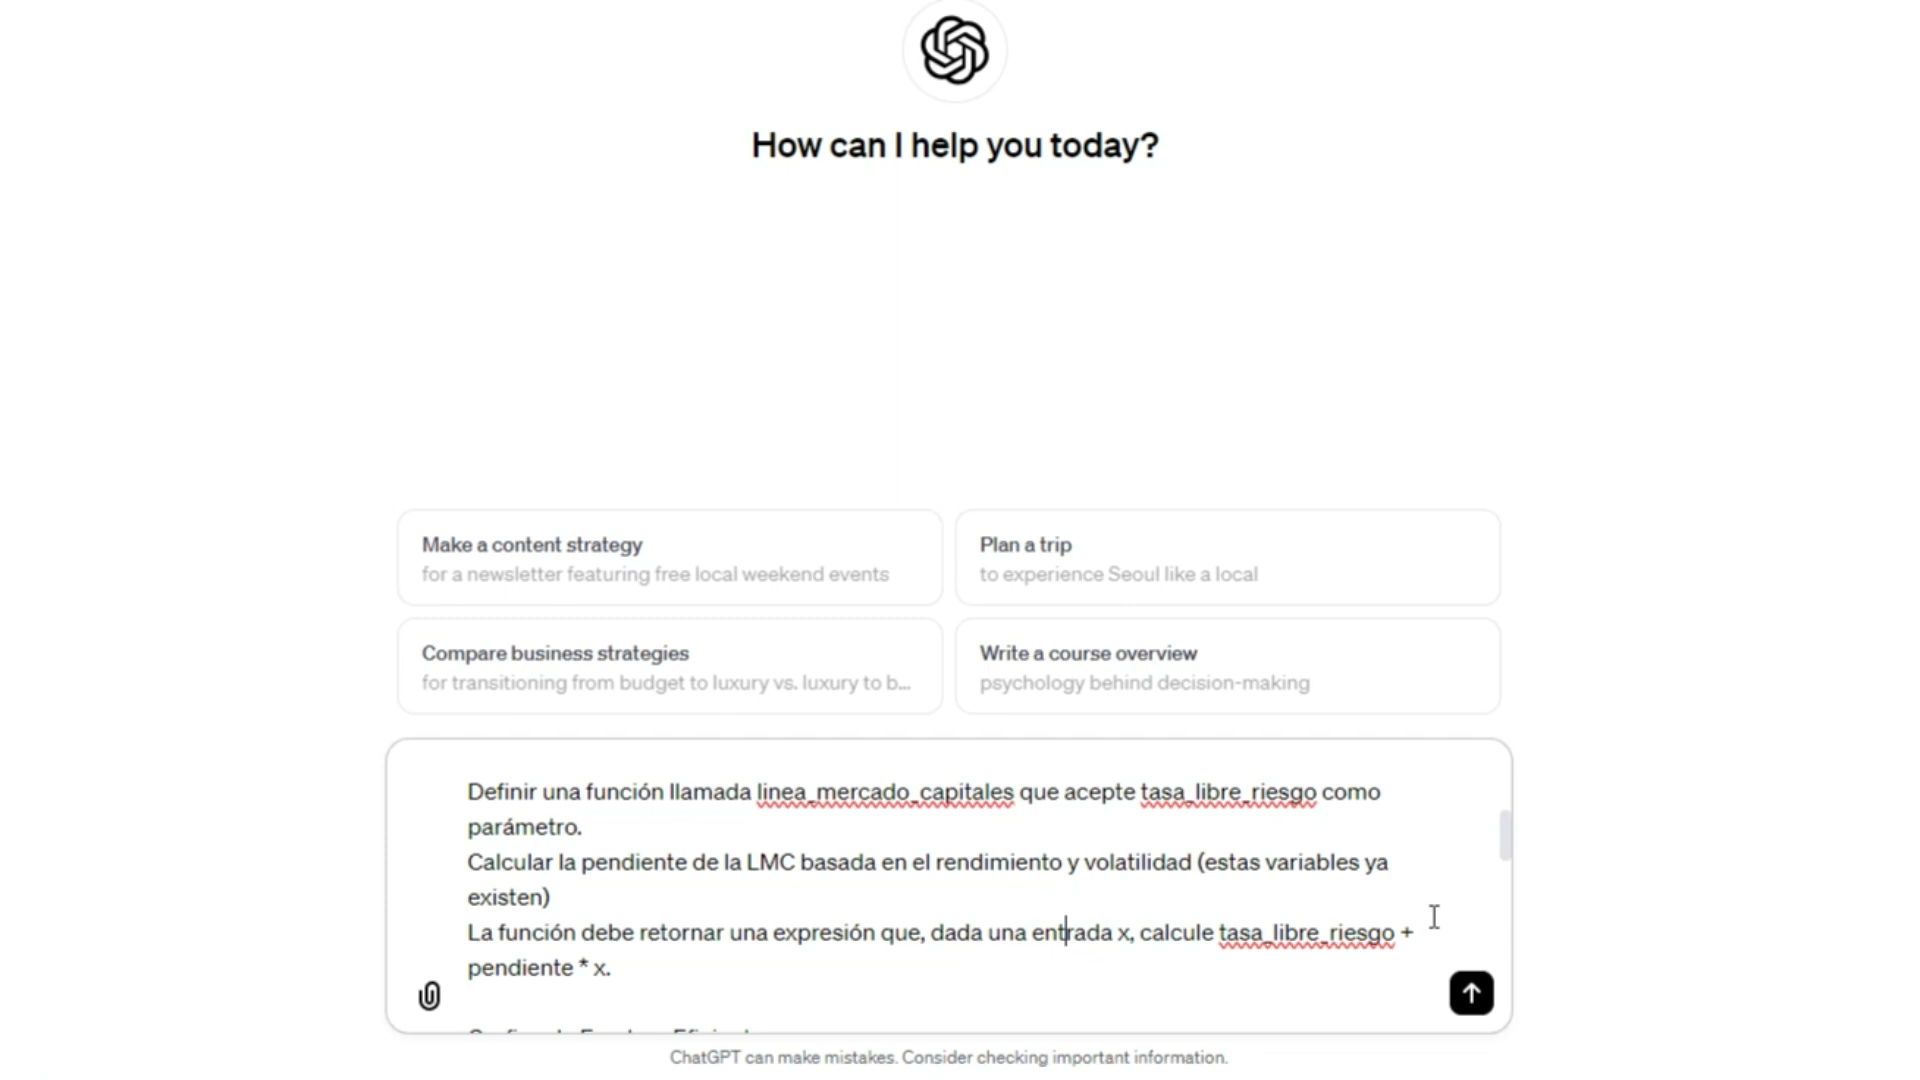 How can I help you today?
Make a content strategy
for a newsletter featuring free local weekend events
Plan a trip
to experience Seoul like a local
Compare business strategies
for transitioning from budget to luxury vs. luxury to b...
Write a course overview
psychology behind decision-making
Definir una función llamada linea_mercado_capitales que acepte tasa_libre_riesgo como
parámetro.
Calcular la pendiente de la LMC basada en el rendimiento y volatilidad (estas variables ya
existen)
La función debe retornar una expresión que, dada una entrada x, calcule tasa_libre_riesgo +
pendiente * x.
ChatGPT can make mistakes. Consider checking important information.